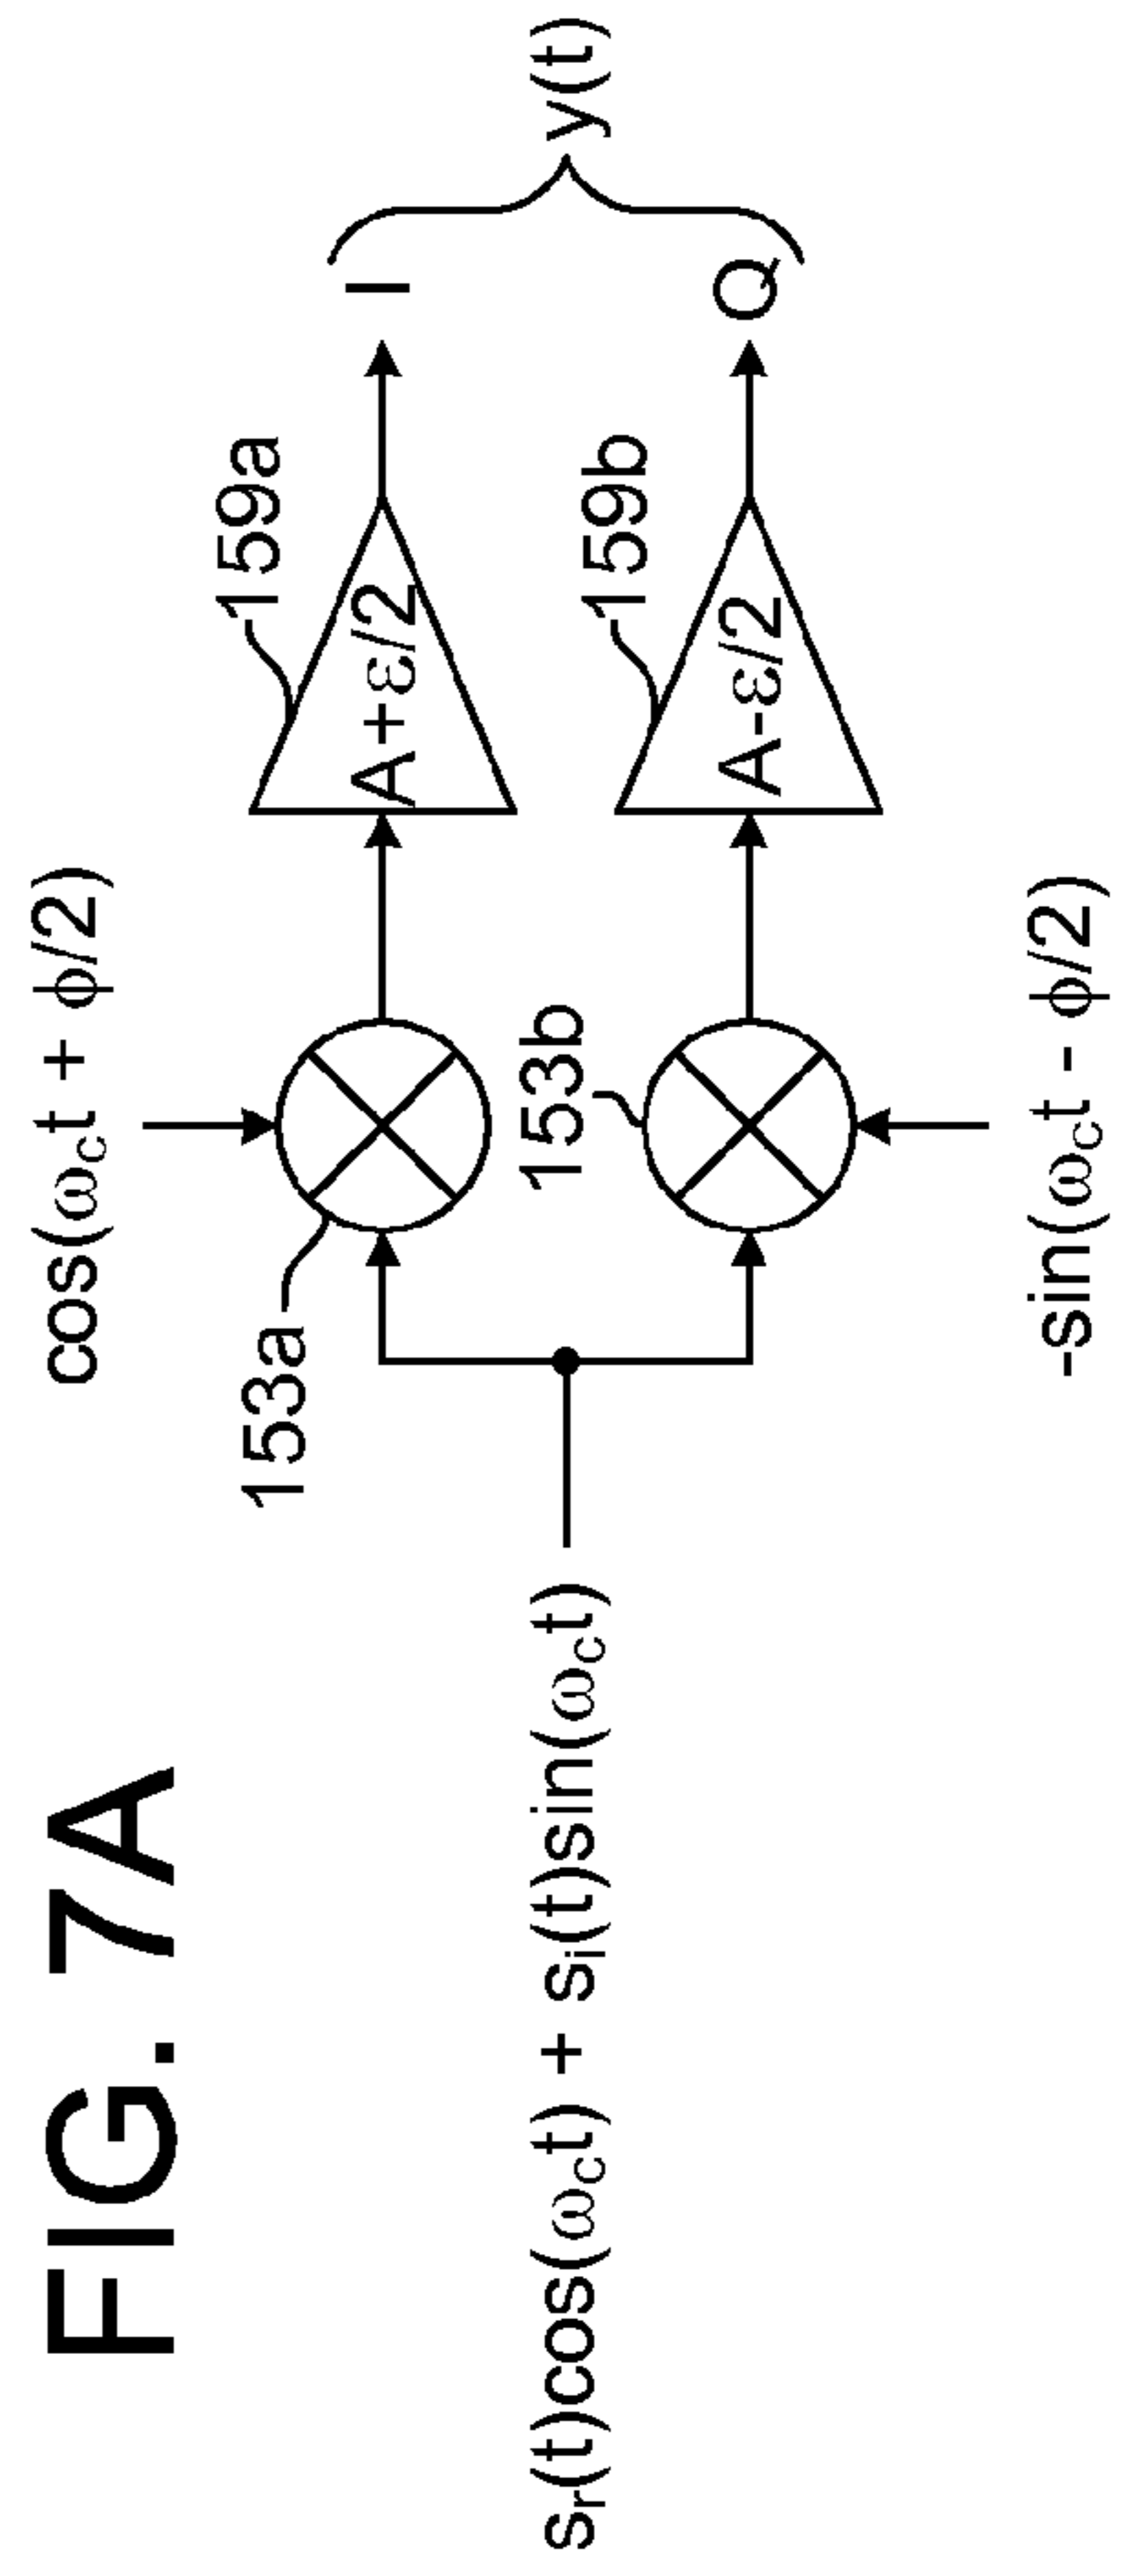 FIG. 7A
cos(ωct + ϕ/2)
153a
159a
A+ε/2
I
sr(t)cos(ωct) + si(t)sin(ωct)
y(t)
153b
159b
A-ε/2
Q
-sin(ωct - ϕ/2)